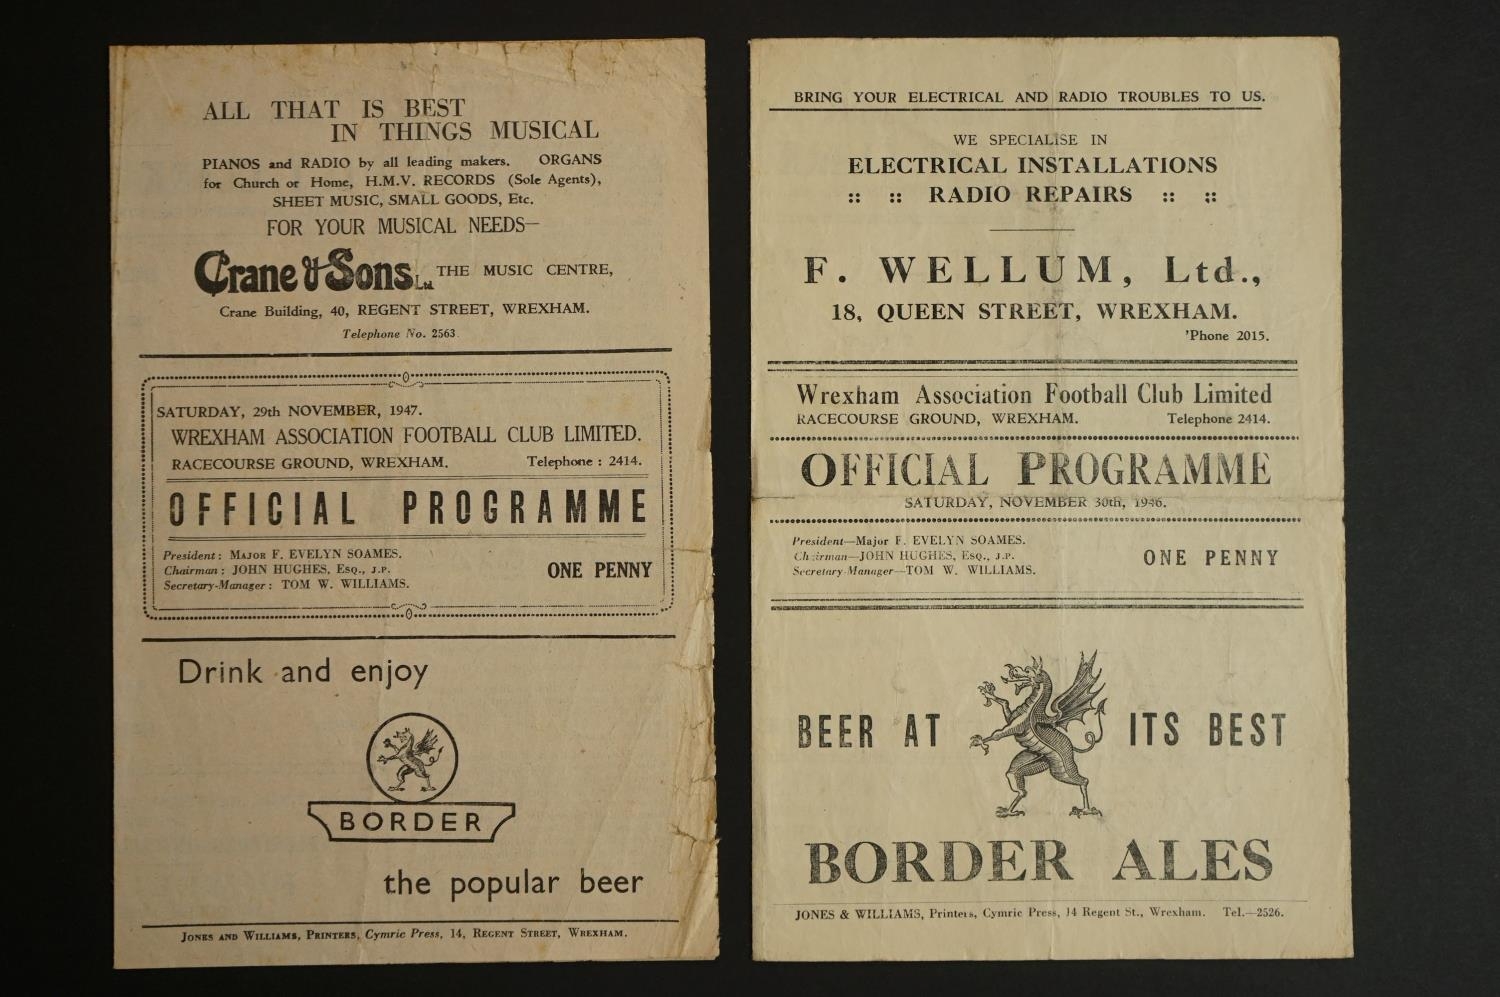 ALL THAT IS BEST
IN THINGS MUSICAL
PIANOS and RADIO by all leading makers. ORGANS
for Church or Home, H.M.V. RECORDS (Sole Agents),
SHEET MUSIC, SMALL GOODS, Etc.
FOR YOUR MUSICAL NEEDS—
Crane & Sons Ltd THE MUSIC CENTRE,
Crane Building, 40, REGENT STREET, WREXHAM.
Telephone No. 2563.
SATURDAY, 29th NOVEMBER, 1947.
WREXHAM ASSOCIATION FOOTBALL CLUB LIMITED.
RACECOURSE GROUND, WREXHAM. Telephone : 2414.
OFFICIAL PROGRAMME
President : MAJOR F. EVELYN SOAMES.
Chairman : JOHN HUGHES, ESQ., J.P.
Secretary-Manager : TOM W. WILLIAMS.
ONE PENNY
Drink and enjoy
BORDER
the popular beer
JONES AND WILLIAMS, PRINTERS, Cymric Press, 14, REGENT STREET, WREXHAM.
BRING YOUR ELECTRICAL AND RADIO TROUBLES TO US.
WE SPECIALISE IN
ELECTRICAL INSTALLATIONS
:: :: RADIO REPAIRS :: ::
F. WELLUM, Ltd.,
18, QUEEN STREET, WREXHAM.
'Phone 2015.
Wrexham Association Football Club Limited
RACECOURSE GROUND, WREXHAM. Telephone 2414.
OFFICIAL PROGRAMME
SATURDAY, NOVEMBER 30th, 1946.
President—Major F. EVELYN SOAMES.
Chairman—JOHN HUGHES, ESQ., J.P.
Secretary-Manager—TOM W. WILLIAMS.
ONE PENNY
BEER AT ITS BEST
BORDER ALES
JONES & WILLIAMS, Printers, Cymric Press, 14 Regent St., Wrexham. Tel.—2526.